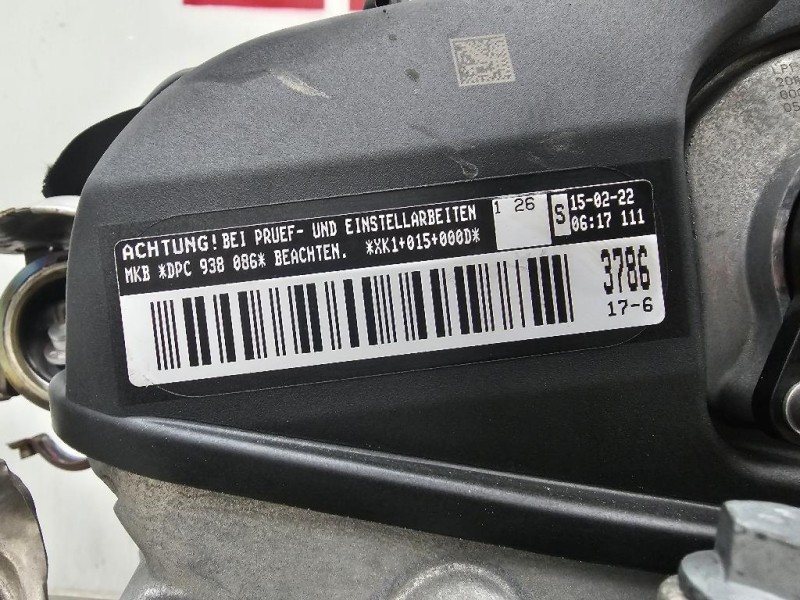 ACHTUNG! BEI PRUEF- UND EINSTELLARBEITEN
MKB *DPC 938 086* BEACHTEN. *XK1+015+000D*
1 26
S
15-02-22
06:17 111
3786
17-6